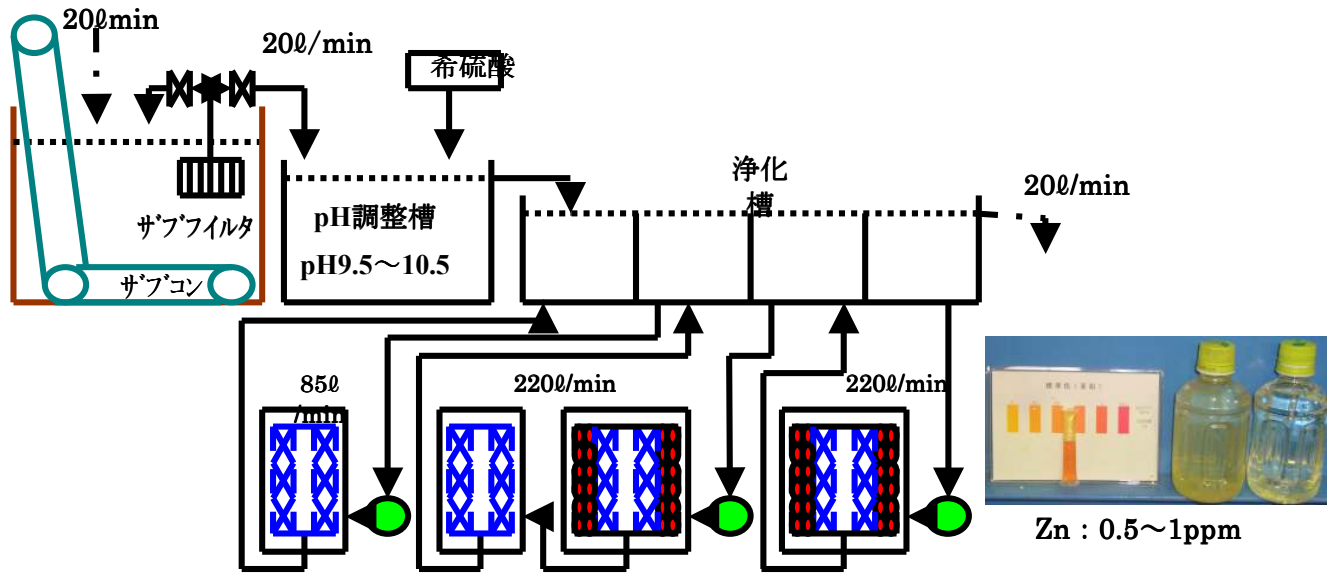 20ℓmin
20ℓ/min
希硫酸
ザブフイルタ
ザブコン
pH調整槽
pH9.5～10.5
浄化
槽
20ℓ/min
85ℓ
/min
220ℓ/min
220ℓ/min
Zn：0.5～1ppm